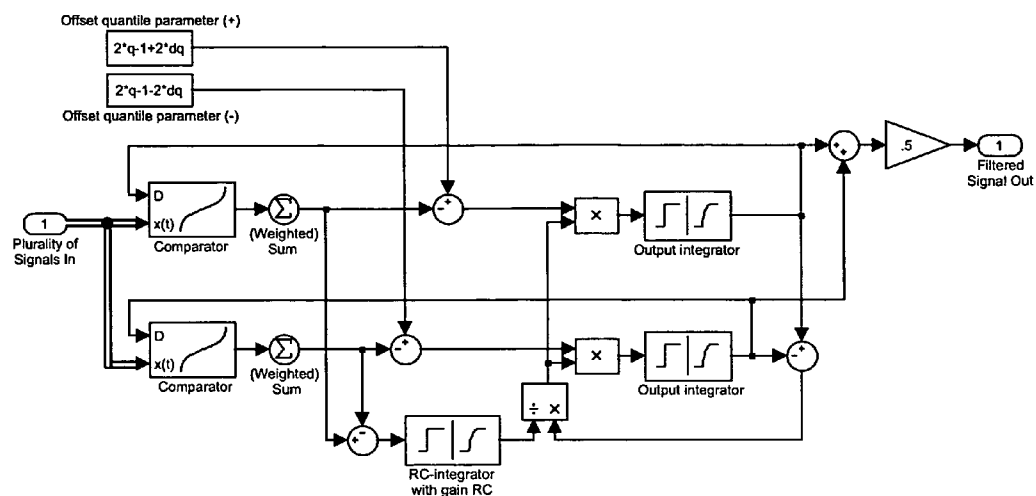 Offset quantile parameter (+)
2*q-1+2*dq
2*q-1-2*dq
Offset quantile parameter (-)
D
x(t)
Comparator
Σ
(Weighted)
Sum
-
+
×
Output integrator
+
+
.5
1
Filtered
Signal Out
1
Plurality of
Signals In
D
x(t)
Comparator
Σ
(Weighted)
Sum
-
+
×
Output integrator
-
+
÷ ×
+
-
RC-integrator
with gain RC